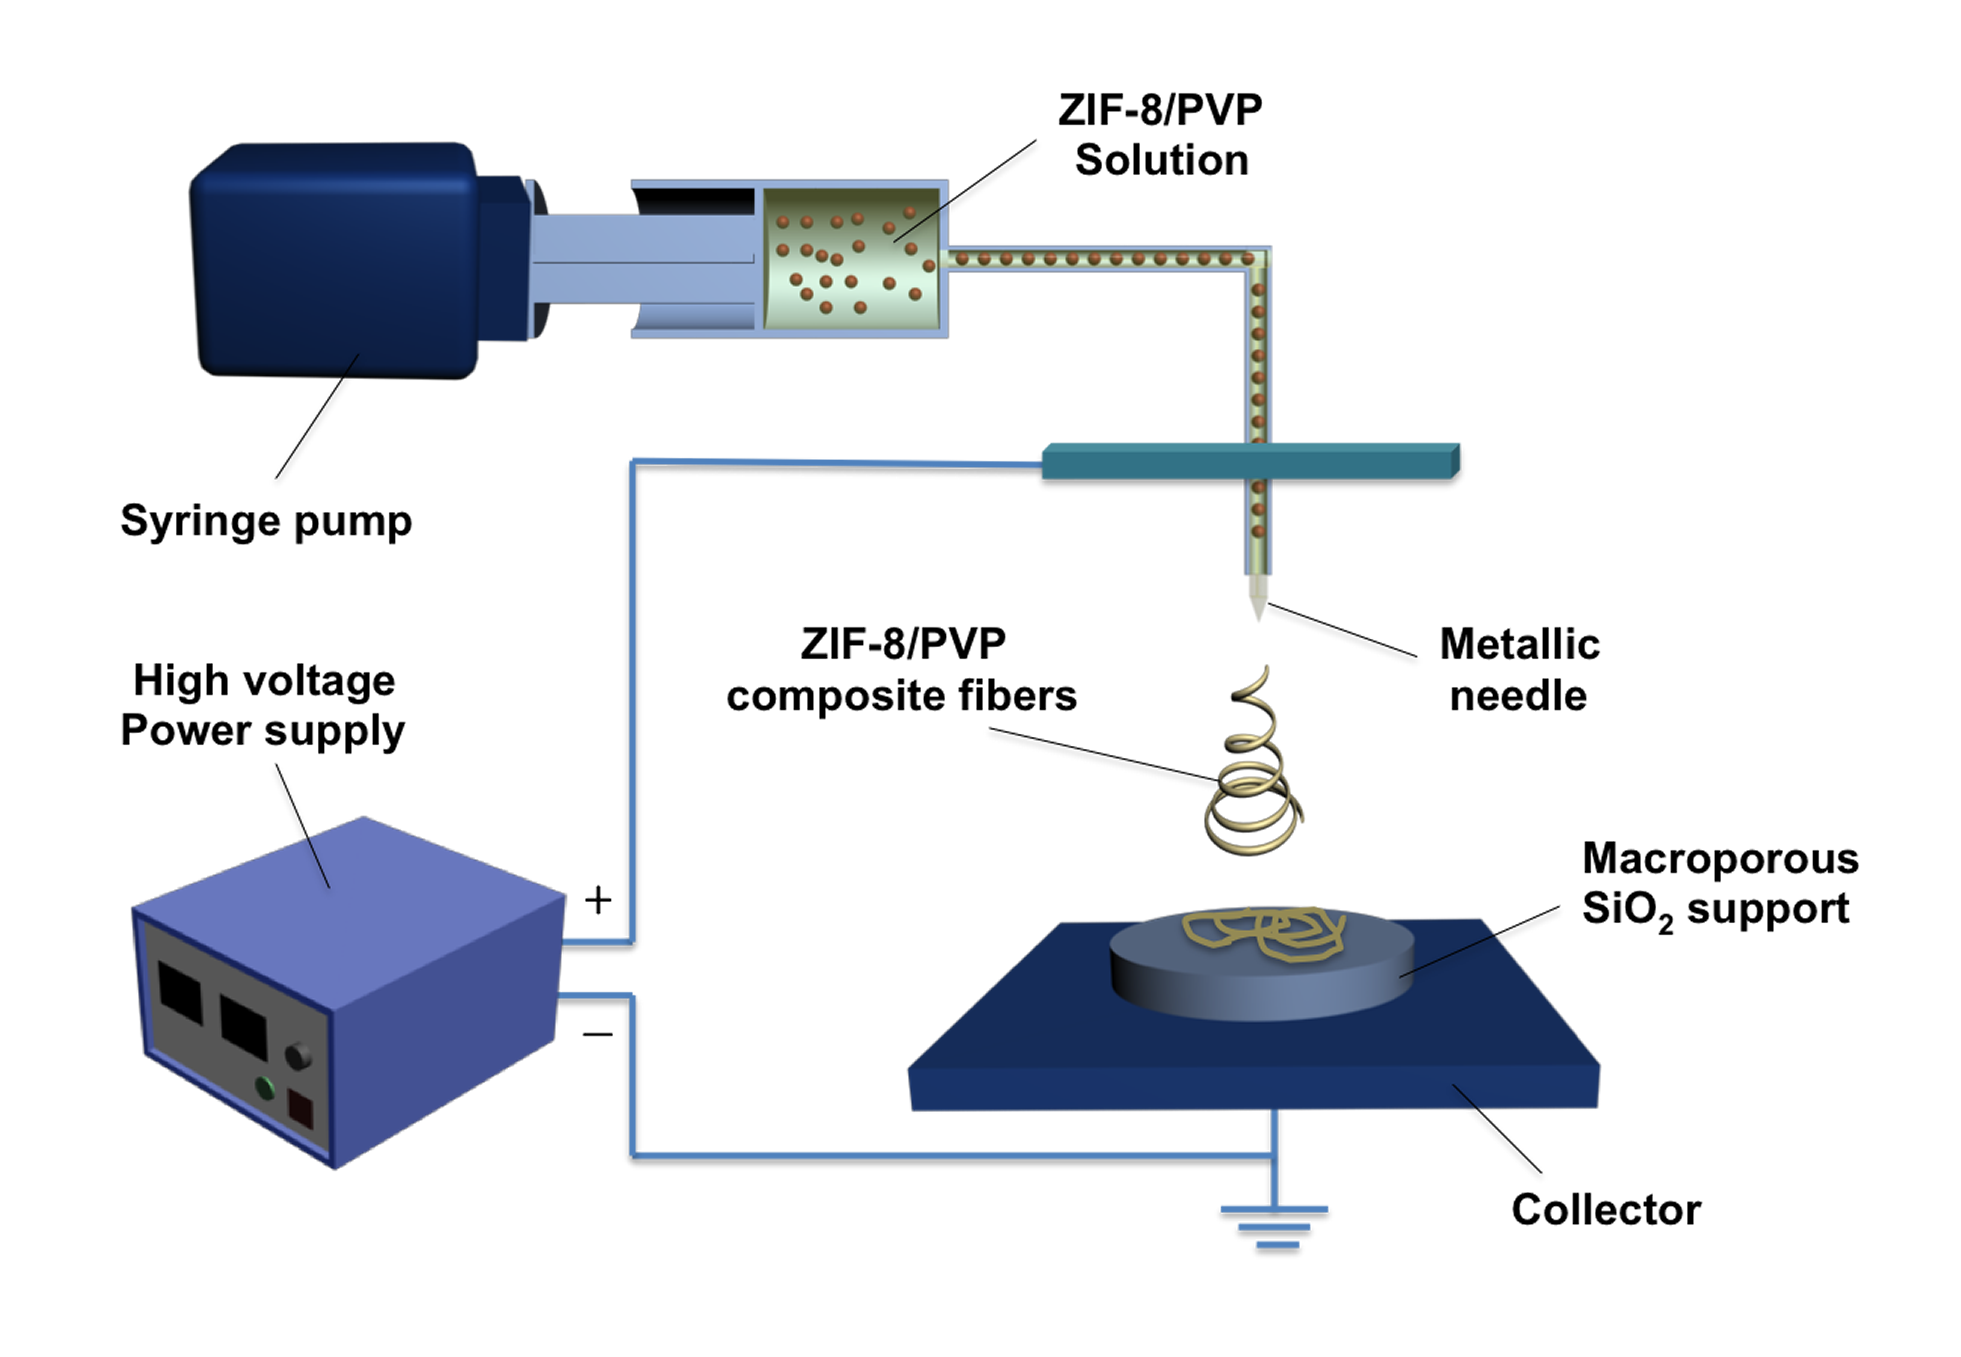 ZIF-8/PVP
Solution
Syringe pump
ZIF-8/PVP
composite fibers
Metallic
needle
High voltage
Power supply
+
–
Macroporous
SiO₂ support
Collector